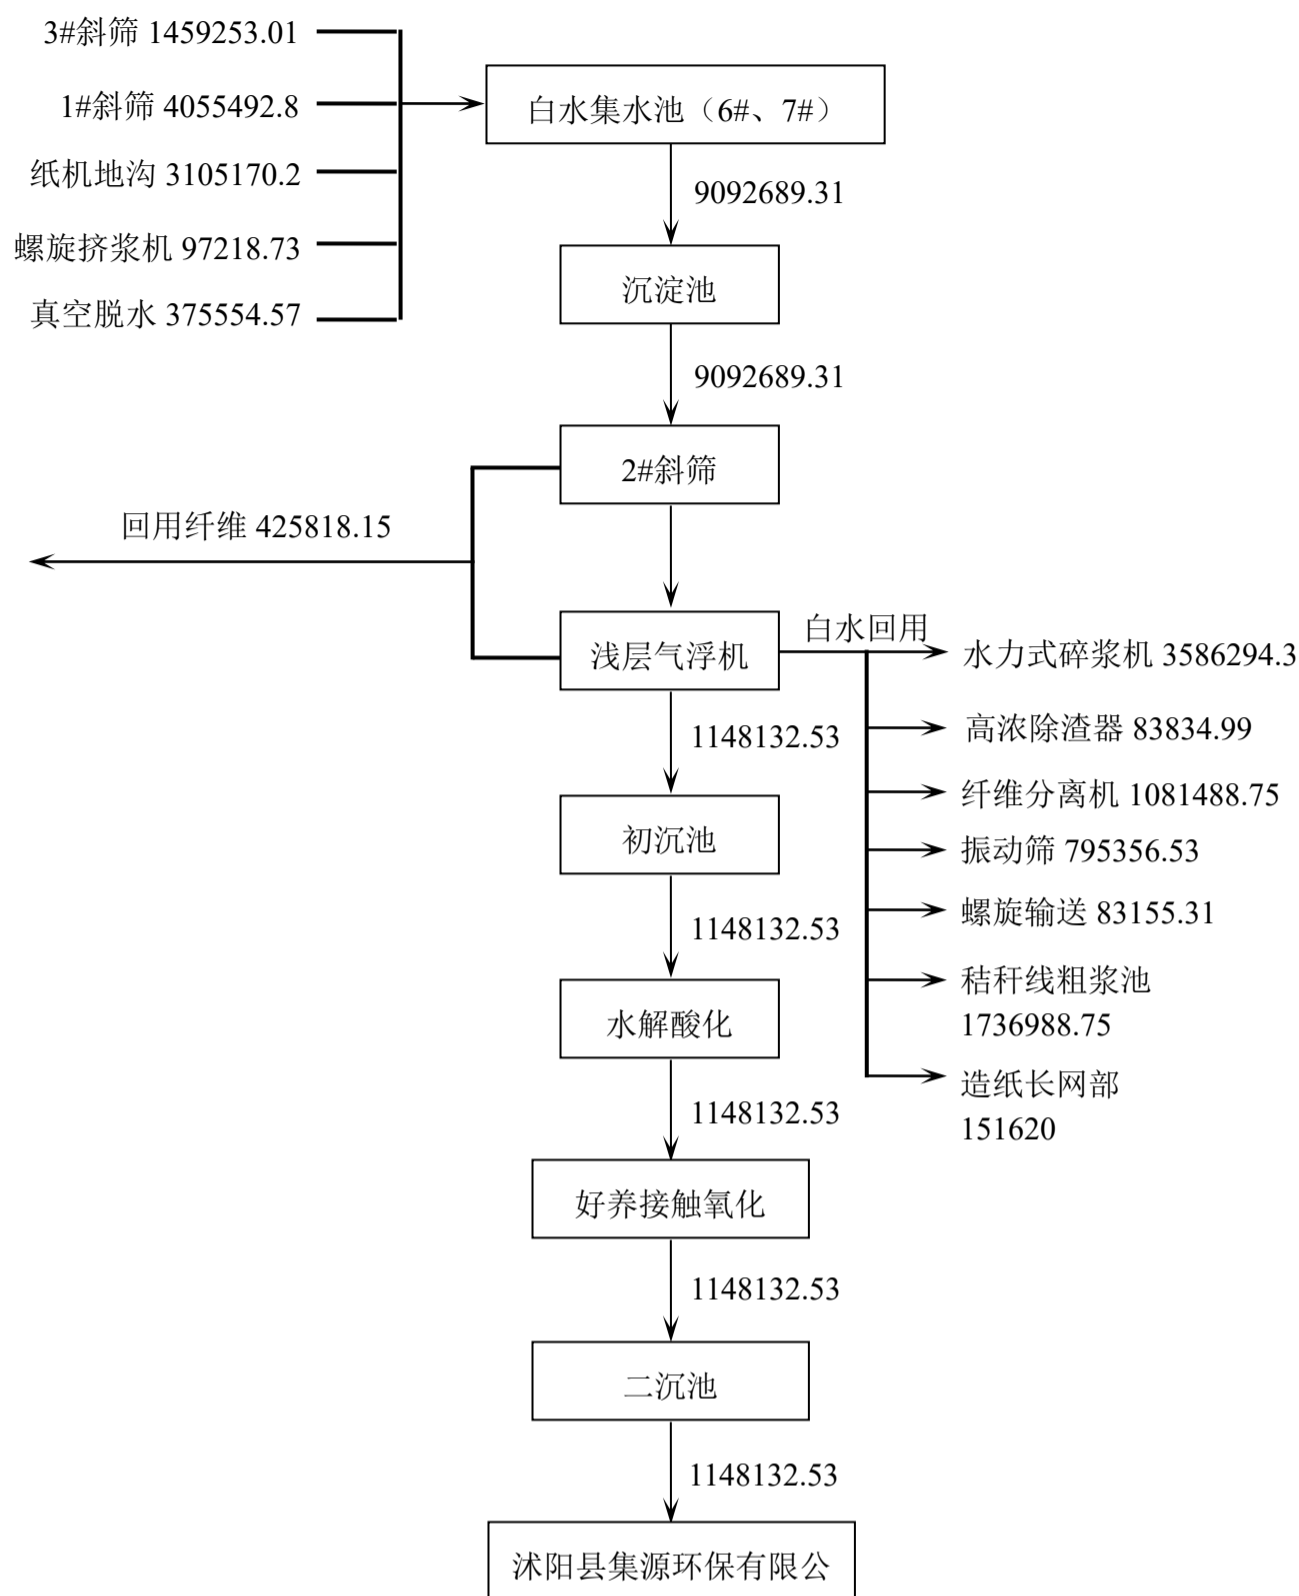 3#斜筛 1459253.01
1#斜筛 4055492.8
纸机地沟 3105170.2
螺旋挤浆机 97218.73
真空脱水 375554.57
白水集水池（6#、7#）
9092689.31
沉淀池
9092689.31
2#斜筛
回用纤维 425818.15
浅层气浮机
白水回用
水力式碎浆机 3586294.3
高浓除渣器 83834.99
纤维分离机 1081488.75
振动筛 795356.53
螺旋输送 83155.31
秸秆线粗浆池
1736988.75
造纸长网部
151620
1148132.53
初沉池
1148132.53
水解酸化
1148132.53
好养接触氧化
1148132.53
二沉池
1148132.53
沭阳县集源环保有限公